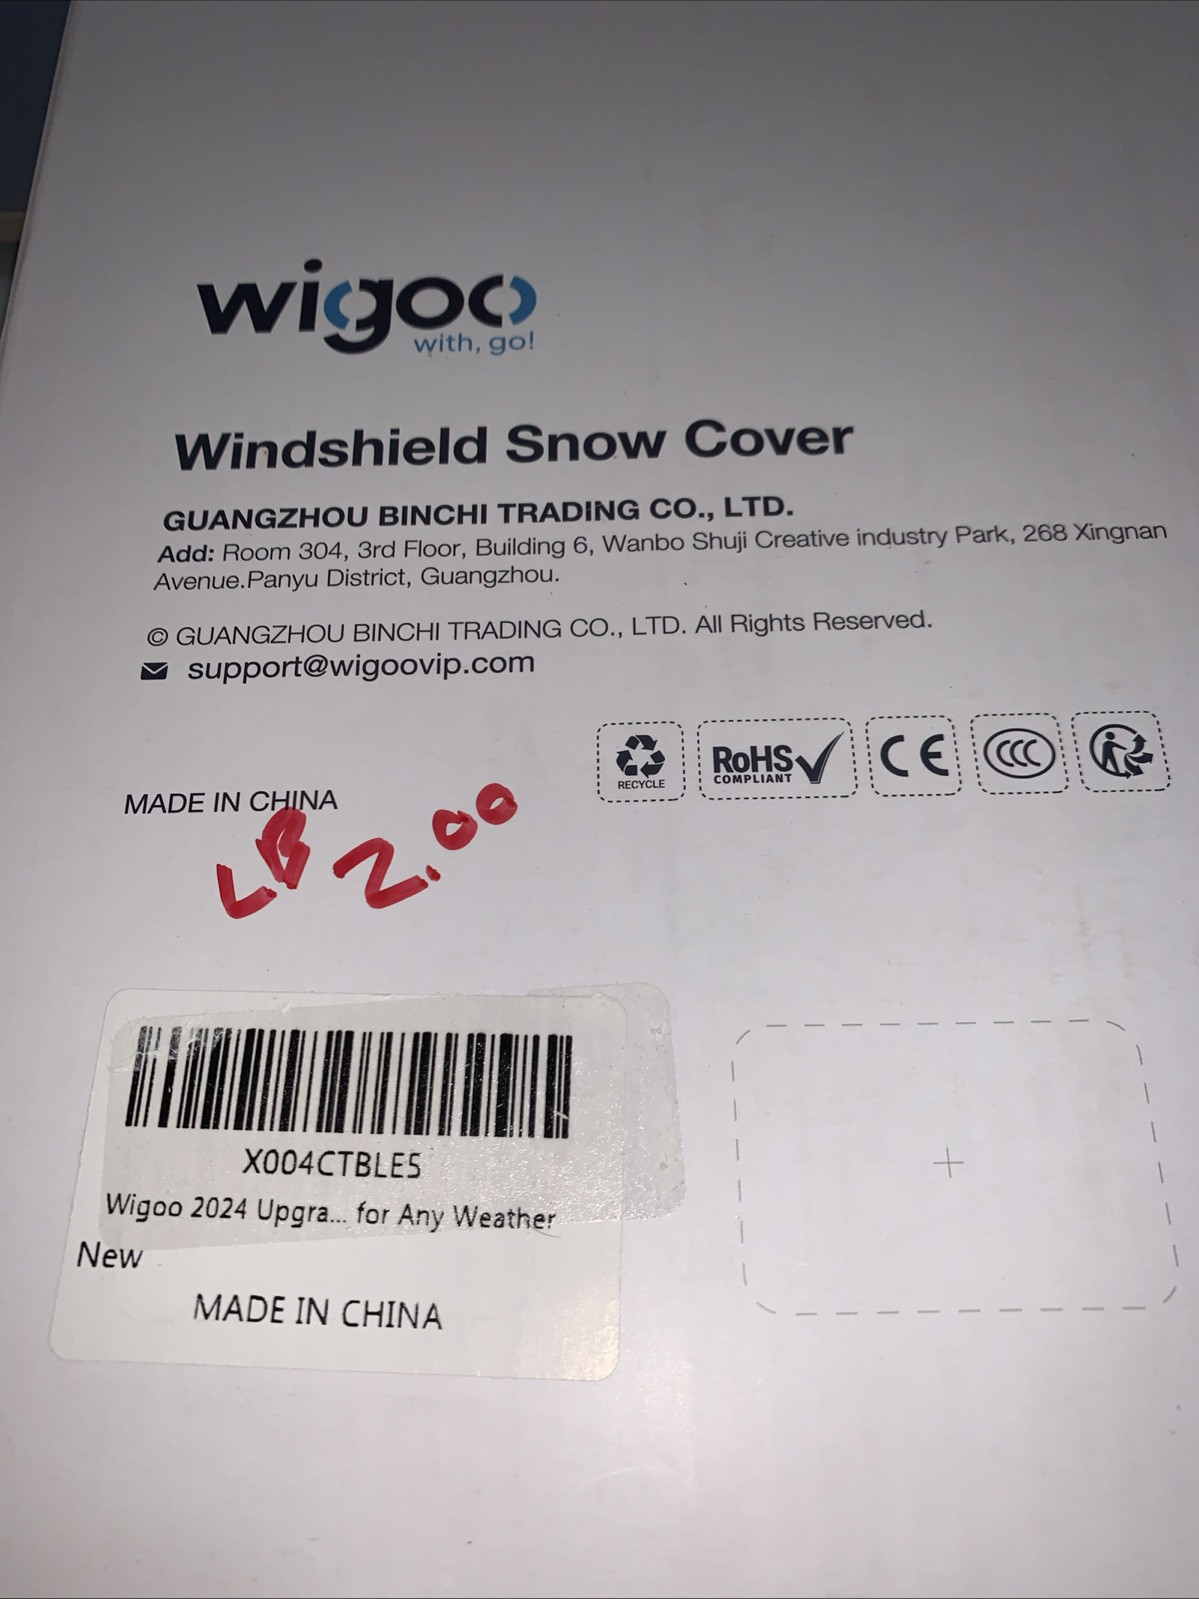 wigoo
with, go!
Windshield Snow Cover
GUANGZHOU BINCHI TRADING CO., LTD.
Add: Room 304, 3rd Floor, Building 6, Wanbo Shuji Creative industry Park, 268 Xingnan
Avenue.Panyu District, Guangzhou.
© GUANGZHOU BINCHI TRADING CO., LTD. All Rights Reserved.
support@wigoovip.com
RECYCLE
RoHS
COMPLIANT
CE
CCC
MADE IN CHINA
L.B 2.00
X004CTBLE5
Wigoo 2024 Upgra... for Any Weather
New
MADE IN CHINA